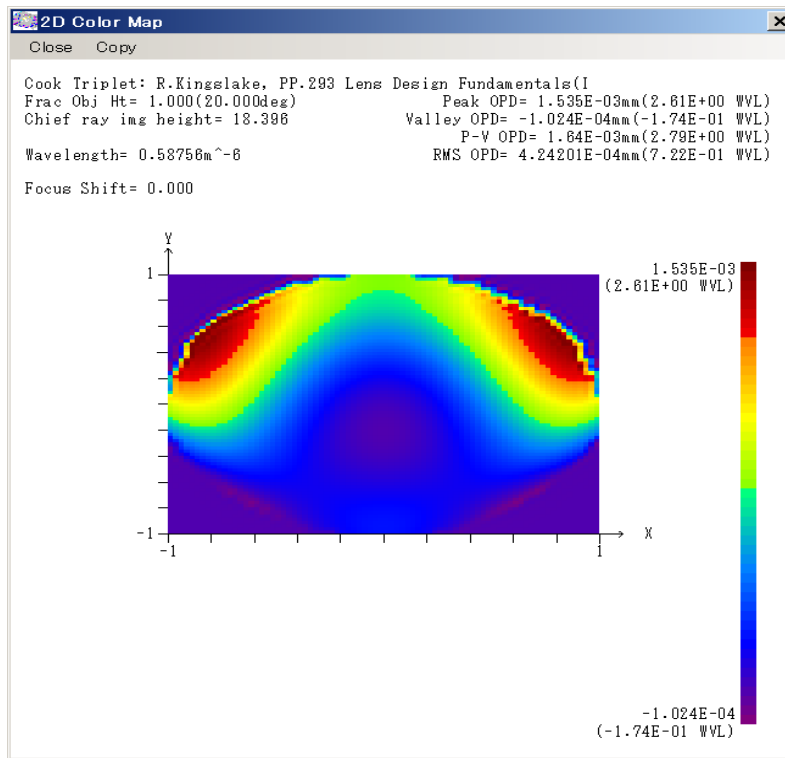 2D Color Map
Close Copy
Cook Triplet: R.Kingslake, PP.293 Lens Design Fundamentals(I
Frac Obj Ht= 1.000(20.000deg) Peak OPD= 1.535E-03mm(2.61E+00 WVL)
Chief ray img height= 18.396 Valley OPD= -1.024E-04mm(-1.74E-01 WVL)
P-V OPD= 1.64E-03mm(2.79E+00 WVL)
Wavelength= 0.58756m^-6 RMS OPD= 4.24201E-04mm(7.22E-01 WVL)
Focus Shift= 0.000
Y
1
1.535E-03
(2.61E+00 WVL)
-1
X
-1 1
-1.024E-04
(-1.74E-01 WVL)